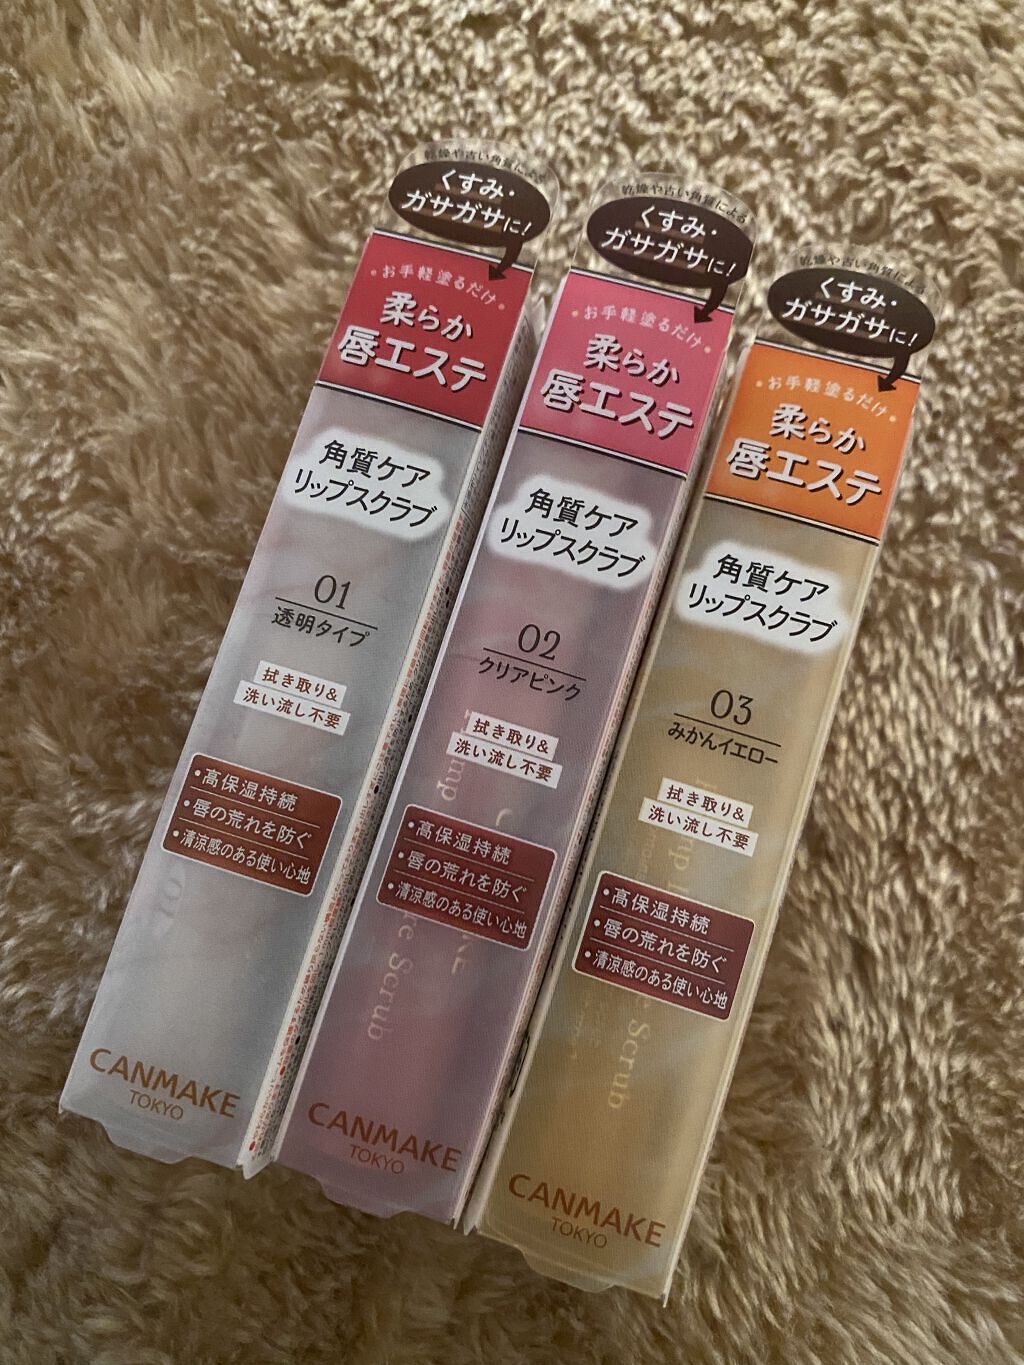 乾燥や古い角質による
くすみ・
ガサガサに!
お手軽塗るだけ
柔らか
唇エステ
角質ケア
リップスクラブ
01
透明タイプ
拭き取り&
洗い流し不要
・高保湿持続
・唇の荒れを防ぐ
・清涼感のある使い心地
CANMAKE
TOKYO
乾燥や古い角質による
くすみ・
ガサガサに!
お手軽塗るだけ
柔らか
唇エステ
角質ケア
リップスクラブ
02
クリアピンク
拭き取り&
洗い流し不要
・高保湿持続
・唇の荒れを防ぐ
・清涼感のある使い心地
Scrub
CANMAKE
TOKYO
乾燥や古い角質による
くすみ・
ガサガサに!
お手軽塗るだけ
柔らか
唇エステ
角質ケア
リップスクラブ
03
みかんイエロー
拭き取り&
洗い流し不要
・高保湿持続
・唇の荒れを防ぐ
・清涼感のある使い心地
Scrub
CANMAKE
TOKYO